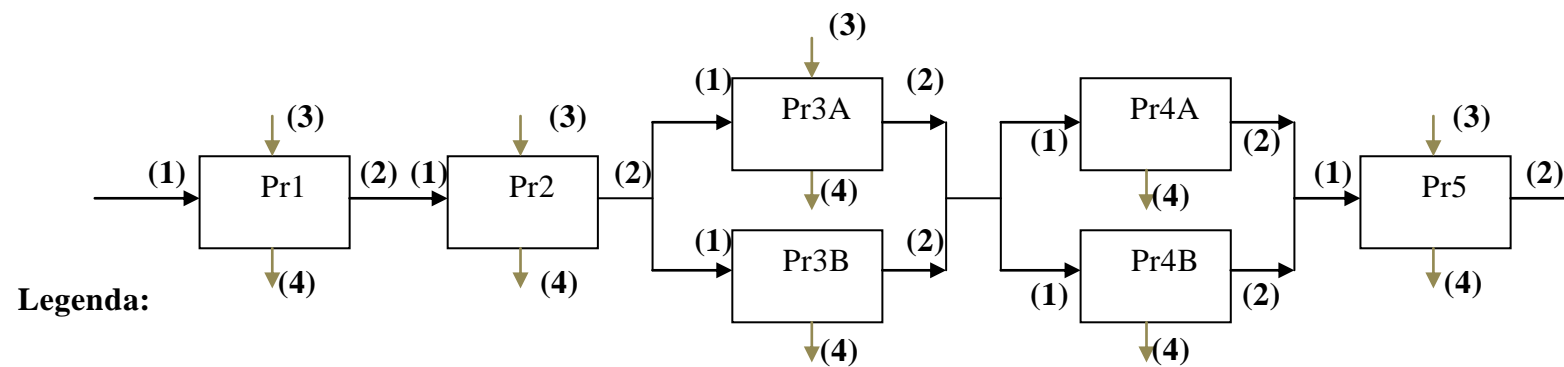 (3)
(1) Pr3A (2) Pr4A
(3) (3) (3)
(1) (2)
(1) Pr1 (2) (1) Pr2 (2) (4) (4) (1) Pr5 (2)
(1) Pr3B (2) Pr4B
(4) (4) (4)
(1) (2)
Legenda:
(4) (4)